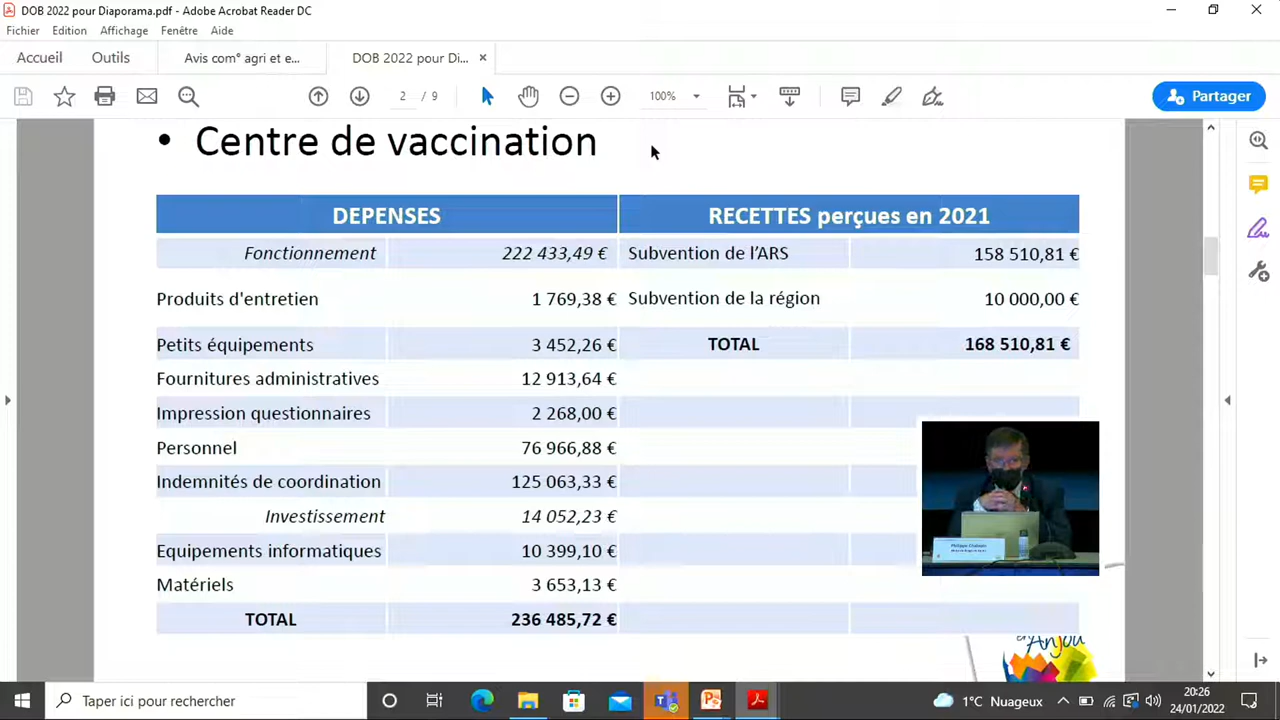 DOB 2022 pour Diaporama.pdf - Adobe Acrobat Reader DC
Fichier Edition Affichage Fenêtre Aide
Accueil Outils Avis com° agri et e... DOB 2022 pour Di... ×
2 / 9 100% Partager
• Centre de vaccination
DEPENSES RECETTES perçues en 2021
Fonctionnement 222 433,49 € Subvention de l'ARS 158 510,81 €
Produits d'entretien 1 769,38 € Subvention de la région 10 000,00 €
Petits équipements 3 452,26 € TOTAL 168 510,81 €
Fournitures administratives 12 913,64 €
Impression questionnaires 2 268,00 €
Personnel 76 966,88 €
Indemnités de coordination 125 063,33 €
Investissement 14 052,23 €
Equipements informatiques 10 399,10 €
Matériels 3 653,13 €
TOTAL 236 485,72 €
en Anjou
Taper ici pour rechercher 1°C Nuageux 20:26
24/01/2022